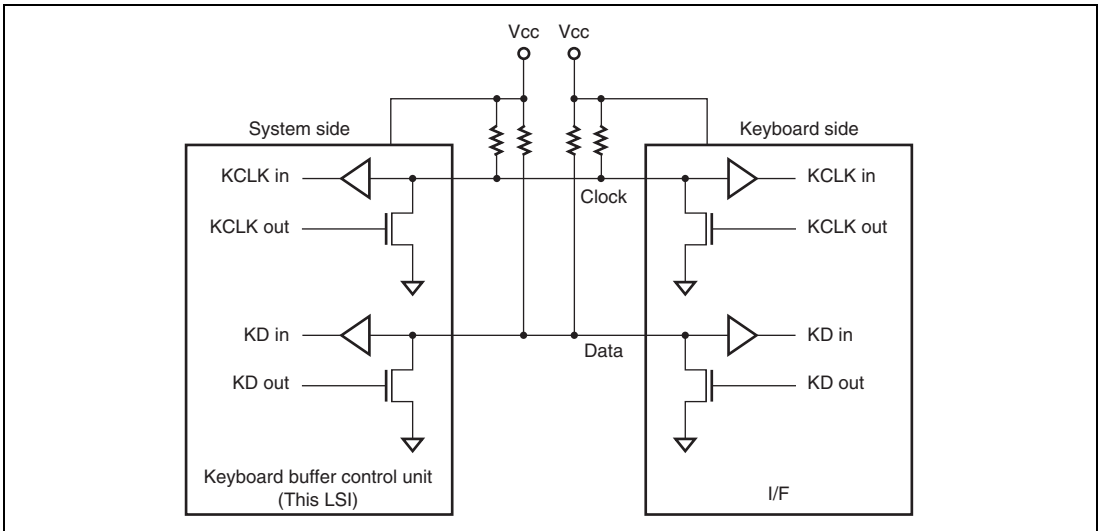 Vcc Vcc
System side
Keyboard side
KCLK in
KCLK in
Clock
KCLK out
KCLK out
KD in
KD in
Data
KD out
KD out
Keyboard buffer control unit
(This LSI)
I/F